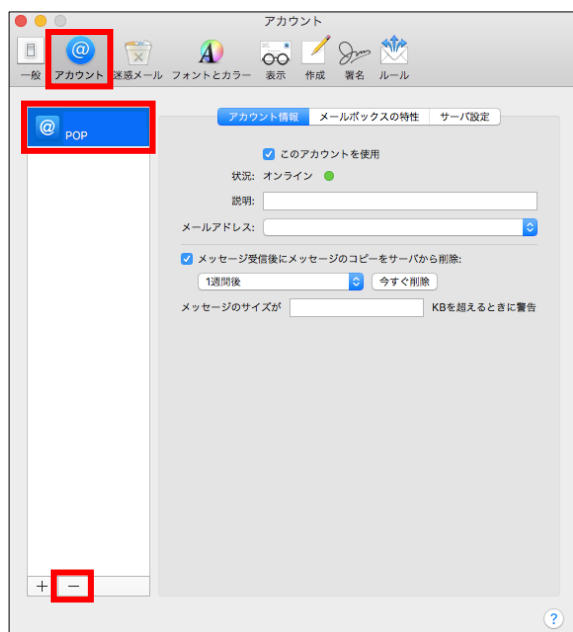 アカウント
一般 アカウント 迷惑メール フォントとカラー 表示 作成 署名 ルール
@ POP
アカウント情報 メールボックスの特性 サーバ設定
このアカウントを使用
状況: オンライン
説明:
メールアドレス:
メッセージ受信後にメッセージのコピーをサーバから削除:
1週間後 今すぐ削除
メッセージのサイズが KBを超えるときに警告
+ −
?